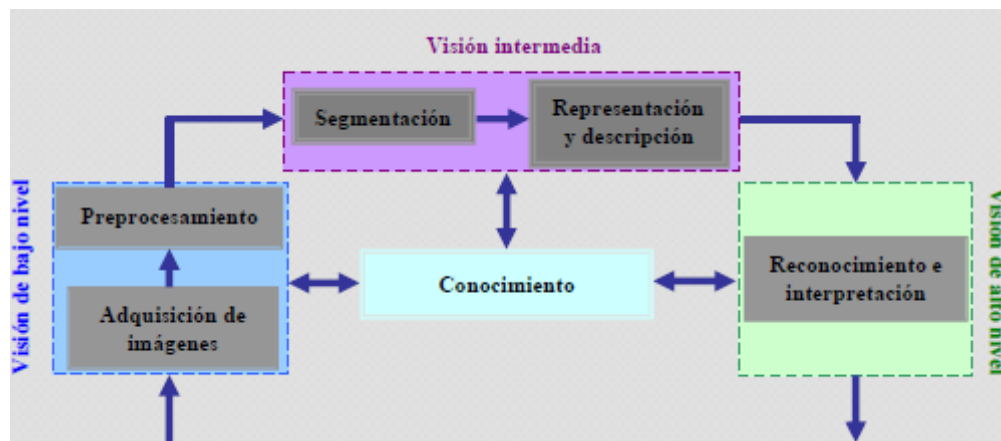 Visión intermedia
Segmentación
Representación
y descripción
Visión de bajo nivel
Preprocesamiento
Adquisición de
imágenes
Conocimiento
Reconocimiento e
interpretación
Visión de alto nivel